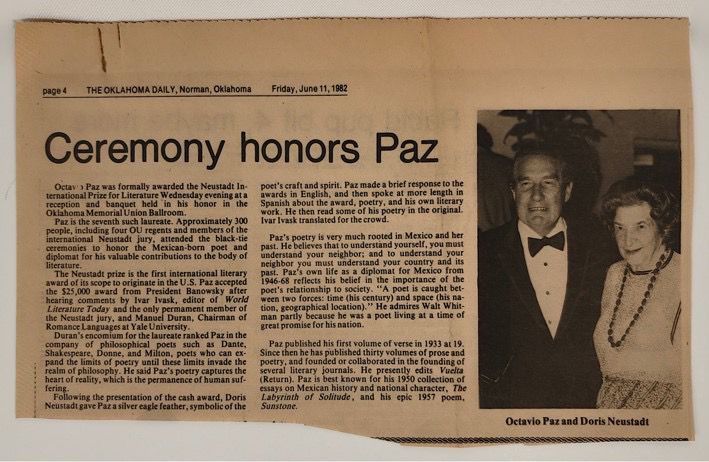 page 4 THE OKLAHOMA DAILY, Norman, Oklahoma Friday, June 11, 1982
Ceremony honors Paz
Octavio Paz was formally awarded the Neustadt In-
ternational Prize for Literature Wednesday evening at a
reception and banquet held in his honor in the
Oklahoma Memorial Union Ballroom.
Paz is the seventh such laureate. Approximately 300
people, including four OU regents and members of the
international Neustadt jury, attended the black-tie
ceremonies to honor the Mexican-born poet and
diplomat for his valuable contributions to the body of
literature.
The Neustadt prize is the first international literary
award of its scope to originate in the U.S. Paz accepted
the $25,000 award from President Banowsky after
hearing comments by Ivar Ivask, editor of World
Literature Today and the only permanent member of
the Neustadt jury, and Manuel Duran, Chairman of
Romance Languages at Yale University.
Duran's encomium for the laureate ranked Paz in the
company of philosophical poets such as Dante,
Shakespeare, Donne, and Milton, poets who can ex-
pand the limits of poetry until these limits invade the
realm of philosophy. He said Paz's poetry captures the
heart of reality, which is the permanence of human suf-
fering.
Following the presentation of the cash award, Doris
Neustadt gave Paz a silver eagle feather, symbolic of the
poet's craft and spirit. Paz made a brief response to the
awards in English, and then spoke at more length in
Spanish about the award, poetry, and his own literary
work. He then read some of his poetry in the original.
Ivar Ivask translated for the crowd.
Paz's poetry is very much rooted in Mexico and her
past. He believes that to understand yourself, you must
understand your neighbor; and to understand your
neighbor you must understand your country and its
past. Paz's own life as a diplomat for Mexico from
1946-68 reflects his belief in the importance of the
poet's relationship to society. "A poet is caught bet-
ween two forces: time (his century) and space (his na-
tion, geographical location)." He admires Walt Whit-
man partly because he was a poet living at a time of
great promise for his nation.
Paz published his first volume of verse in 1933 at 19.
Since then he has published thirty volumes of prose and
poetry, and founded or collaborated in the founding of
several literary journals. He presently edits Vuelta
(Return). Paz is best known for his 1950 collection of
essays on Mexican history and national character, The
Labyrinth of Solitude, and his epic 1957 poem,
Sunstone.
Octavio Paz and Doris Neustadt